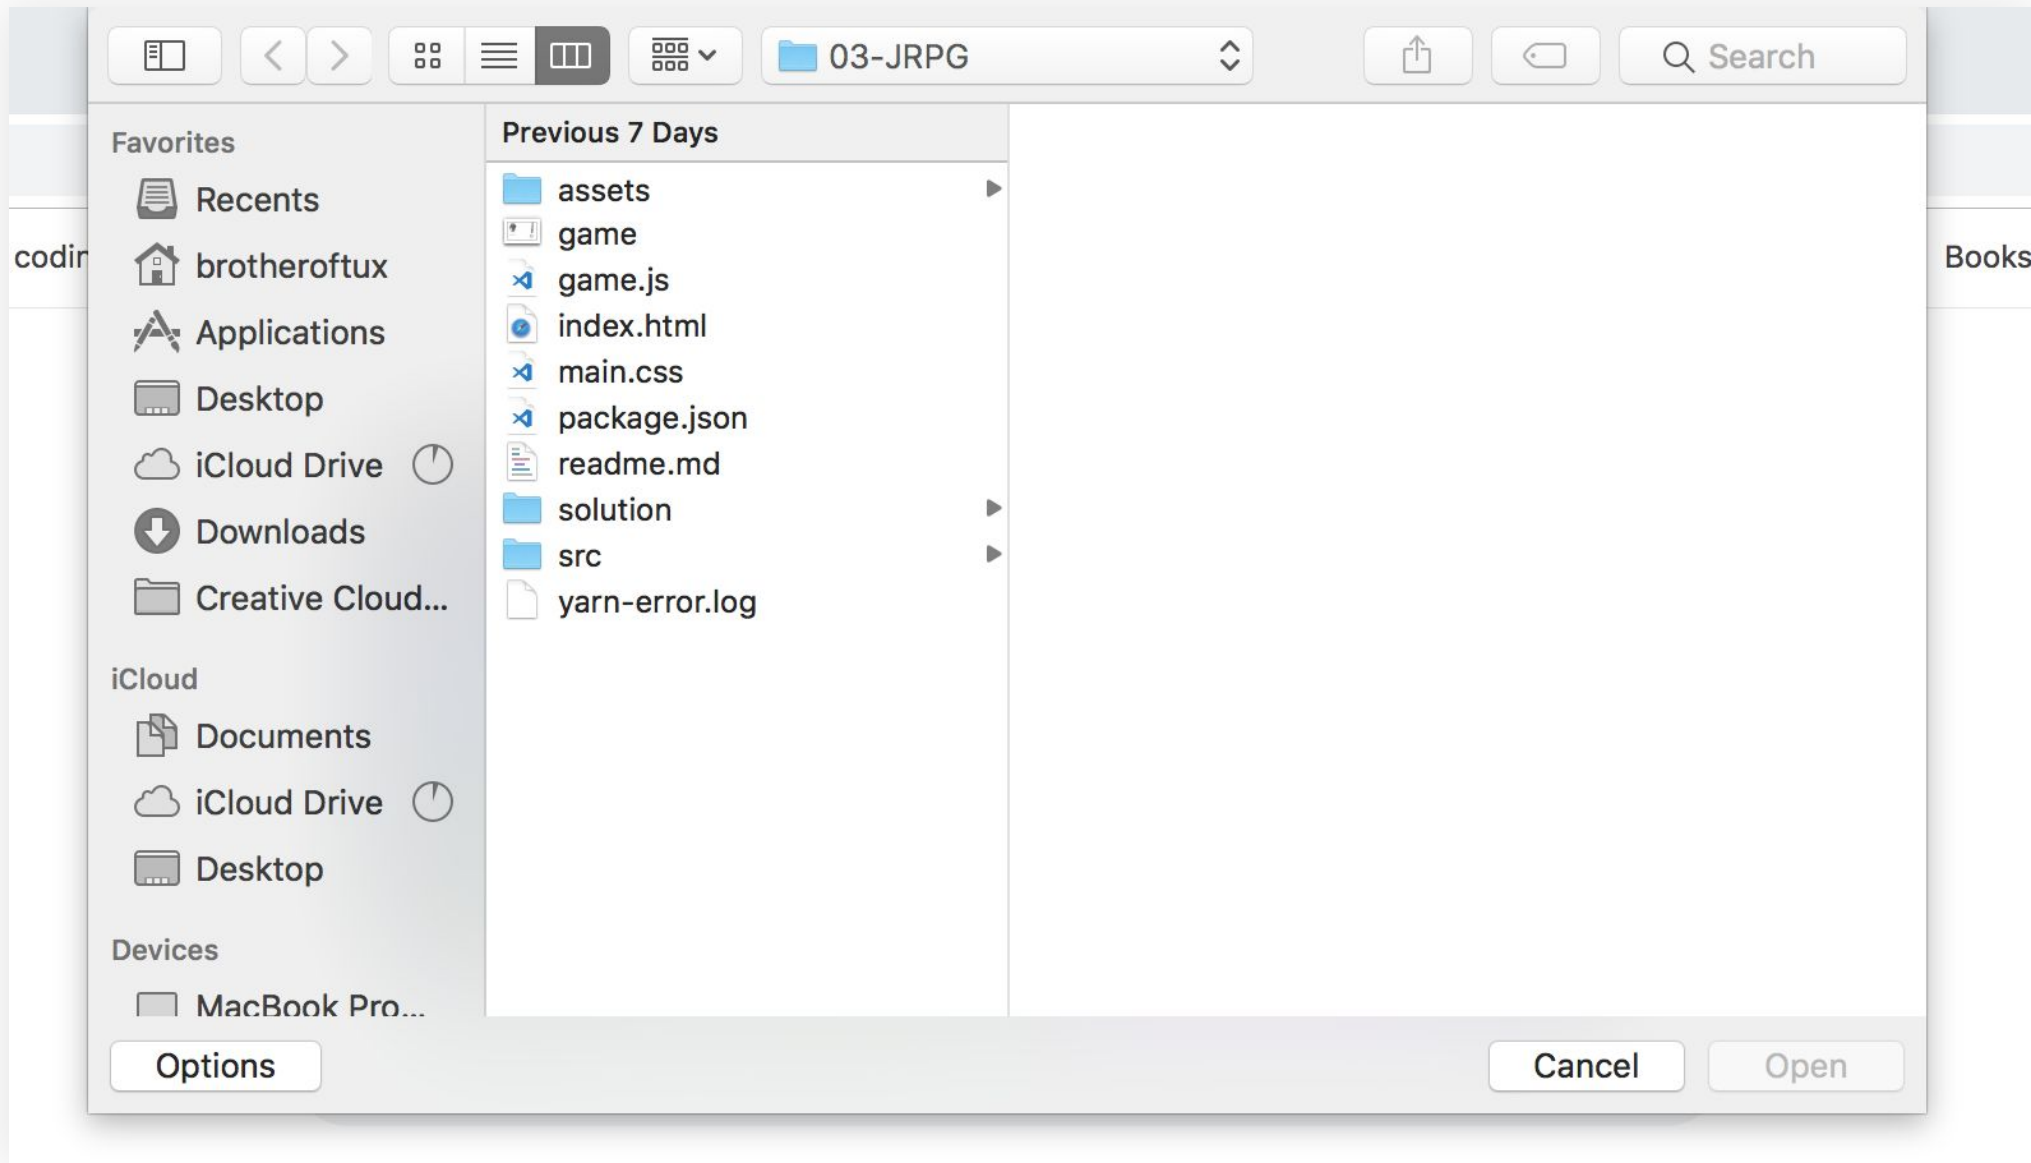 03-JRPG
Search
Favorites
Recents
brotheroftux
Applications
Desktop
iCloud Drive
Downloads
Creative Cloud...
iCloud
Documents
iCloud Drive
Desktop
Devices
MacBook Pro...
Previous 7 Days
assets
game
game.js
index.html
main.css
package.json
readme.md
solution
src
yarn-error.log
codin
Books
Options
Cancel
Open